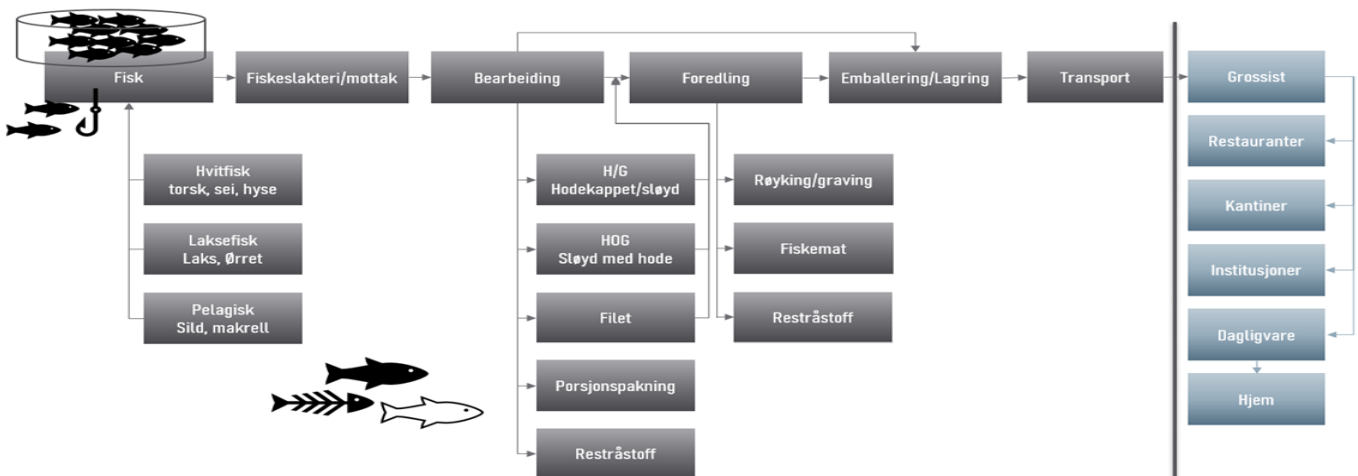 Fisk
Fiskeslakteri/mottak
Bearbeiding
Foredling
Emballering/Lagring
Transport
Grossist
Hvitfisk
torsk, sei, hyse
Laksefisk
Laks, Ørret
Pelagisk
Sild, makrell
H/G
Hodekappet/sløyd
HOG
Sløyd med hode
Filet
Porsjonspakning
Restråstoff
Røyking/graving
Fiskemat
Restråstoff
Restauranter
Kantiner
Institusjoner
Dagligvare
Hjem